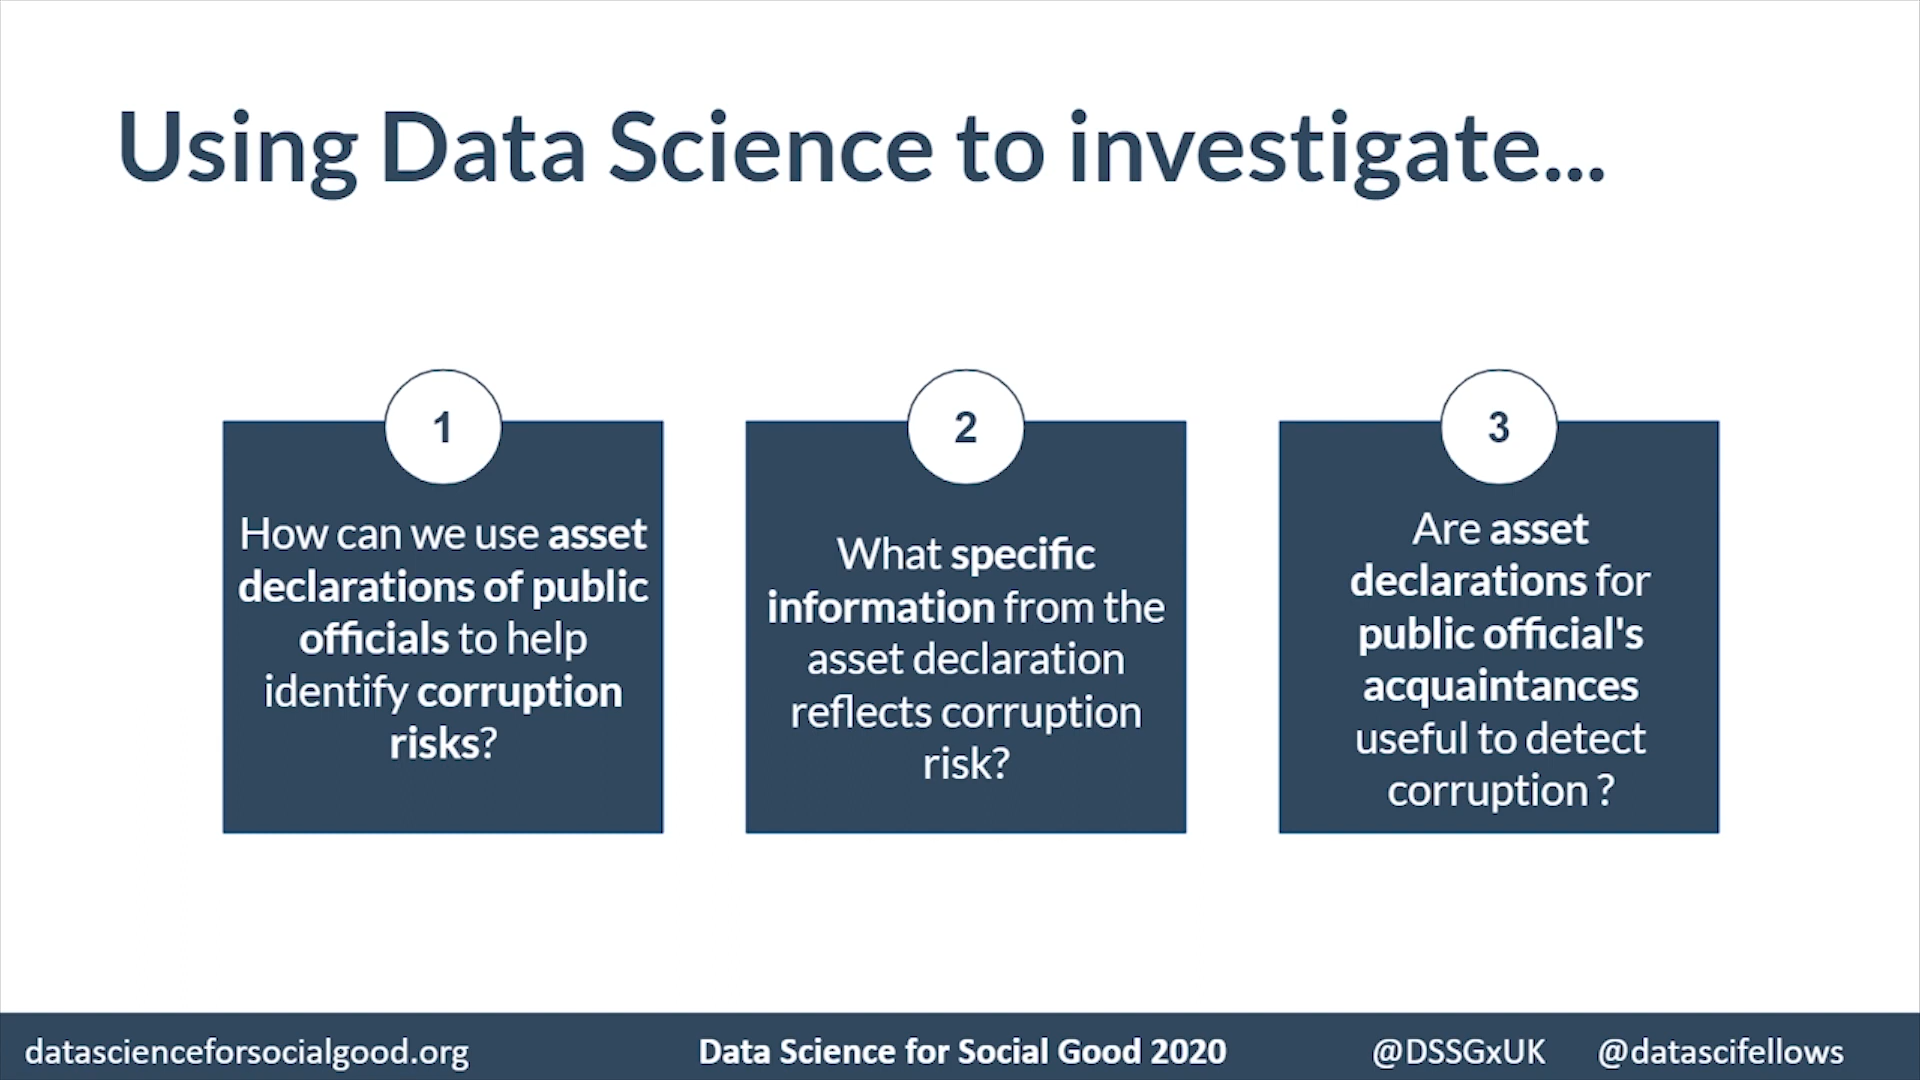 Using Data Science to investigate...
1
How can we use asset
declarations of public
officials to help
identify corruption
risks?
2
What specific
information from the
asset declaration
reflects corruption
risk?
3
Are asset
declarations for
public official's
acquaintances
useful to detect
corruption ?
datascienceforsocialgood.org
Data Science for Social Good 2020
@DSSGxUK
@datascifellows